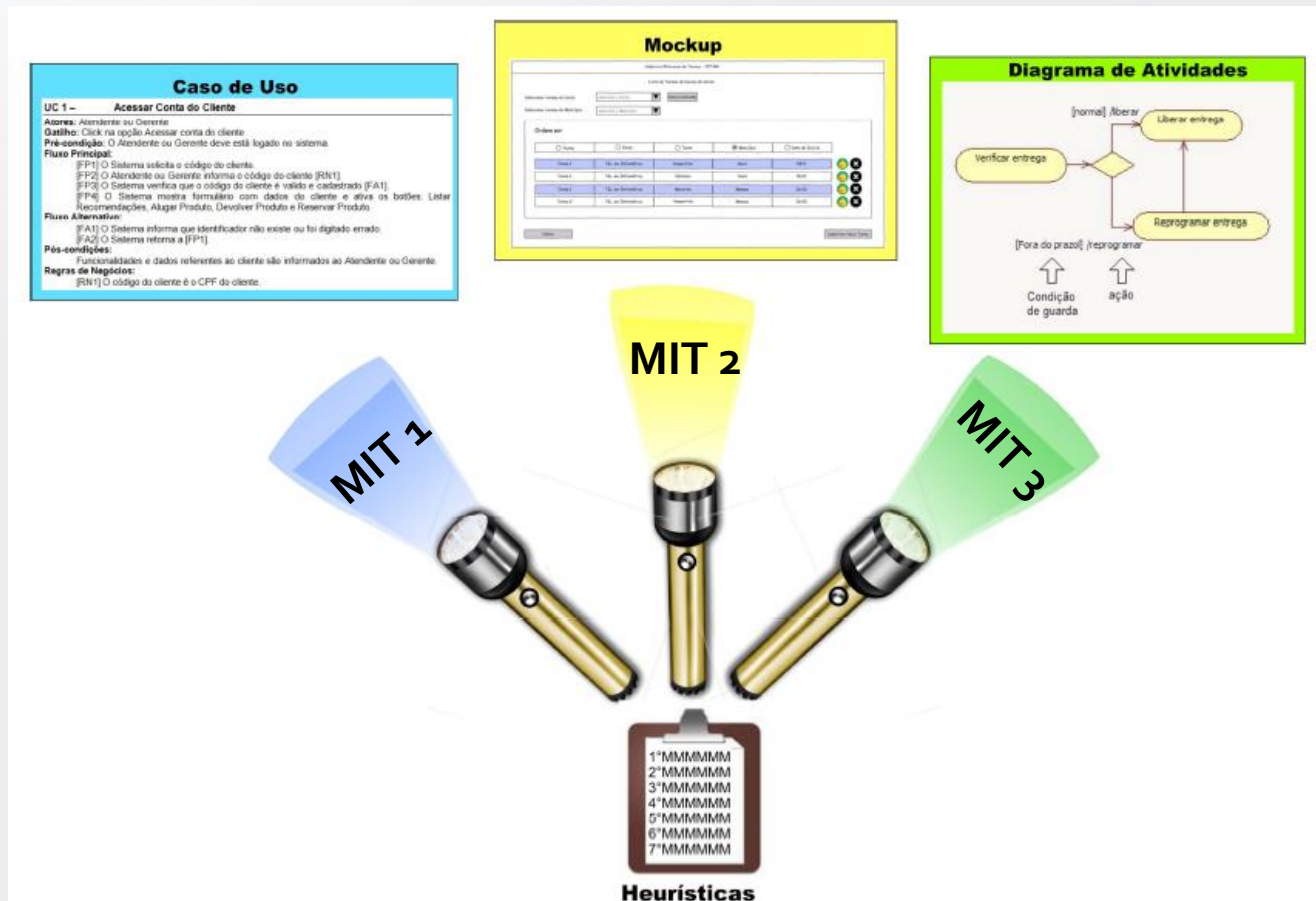 Caso de Uso
UC 1 – Acessar Conta do Cliente
Atores: Atendente ou Gerente
Gatilho: Click na opção Acessar conta do cliente
Pré-condição: O Atendente ou Gerente deve está logado no sistema.
Fluxo Principal:
[FP1] O Sistema solicita o código do cliente.
[FP2] O Atendente ou Gerente informa o código do cliente [RN1].
[FP3] O Sistema verifica que o código do cliente é valido e cadastrado [FA1].
[FP4] O Sistema mostra formulário com dados do cliente e ativa os botões. Listar
Recomendações, Alugar Produto, Devolver Produto e Reservar Produto.
Fluxo Alternativo:
[FA1] O Sistema informa que identificador não existe ou foi digitado errado.
[FA2] O Sistema retorna a [FP1].
Pós-condições:
Funcionalidades e dados referentes ao cliente são informados ao Atendente ou Gerente.
Regras de Negócios:
[RN1] O código do cliente é o CPF do cliente.
Mockup
Ordenar por
Diagrama de Atividades
[normal] /liberar
Liberar entrega
Verificar entrega
Reprogramar entrega
[Fora do prazo] /reprogramar
Condição
de guarda
ação
MIT 1
MIT 2
MIT 3
1°MMMMMM
2°MMMMMM
3°MMMMMM
4°MMMMMM
5°MMMMMM
6°MMMMMM
7°MMMMMM
Heurísticas